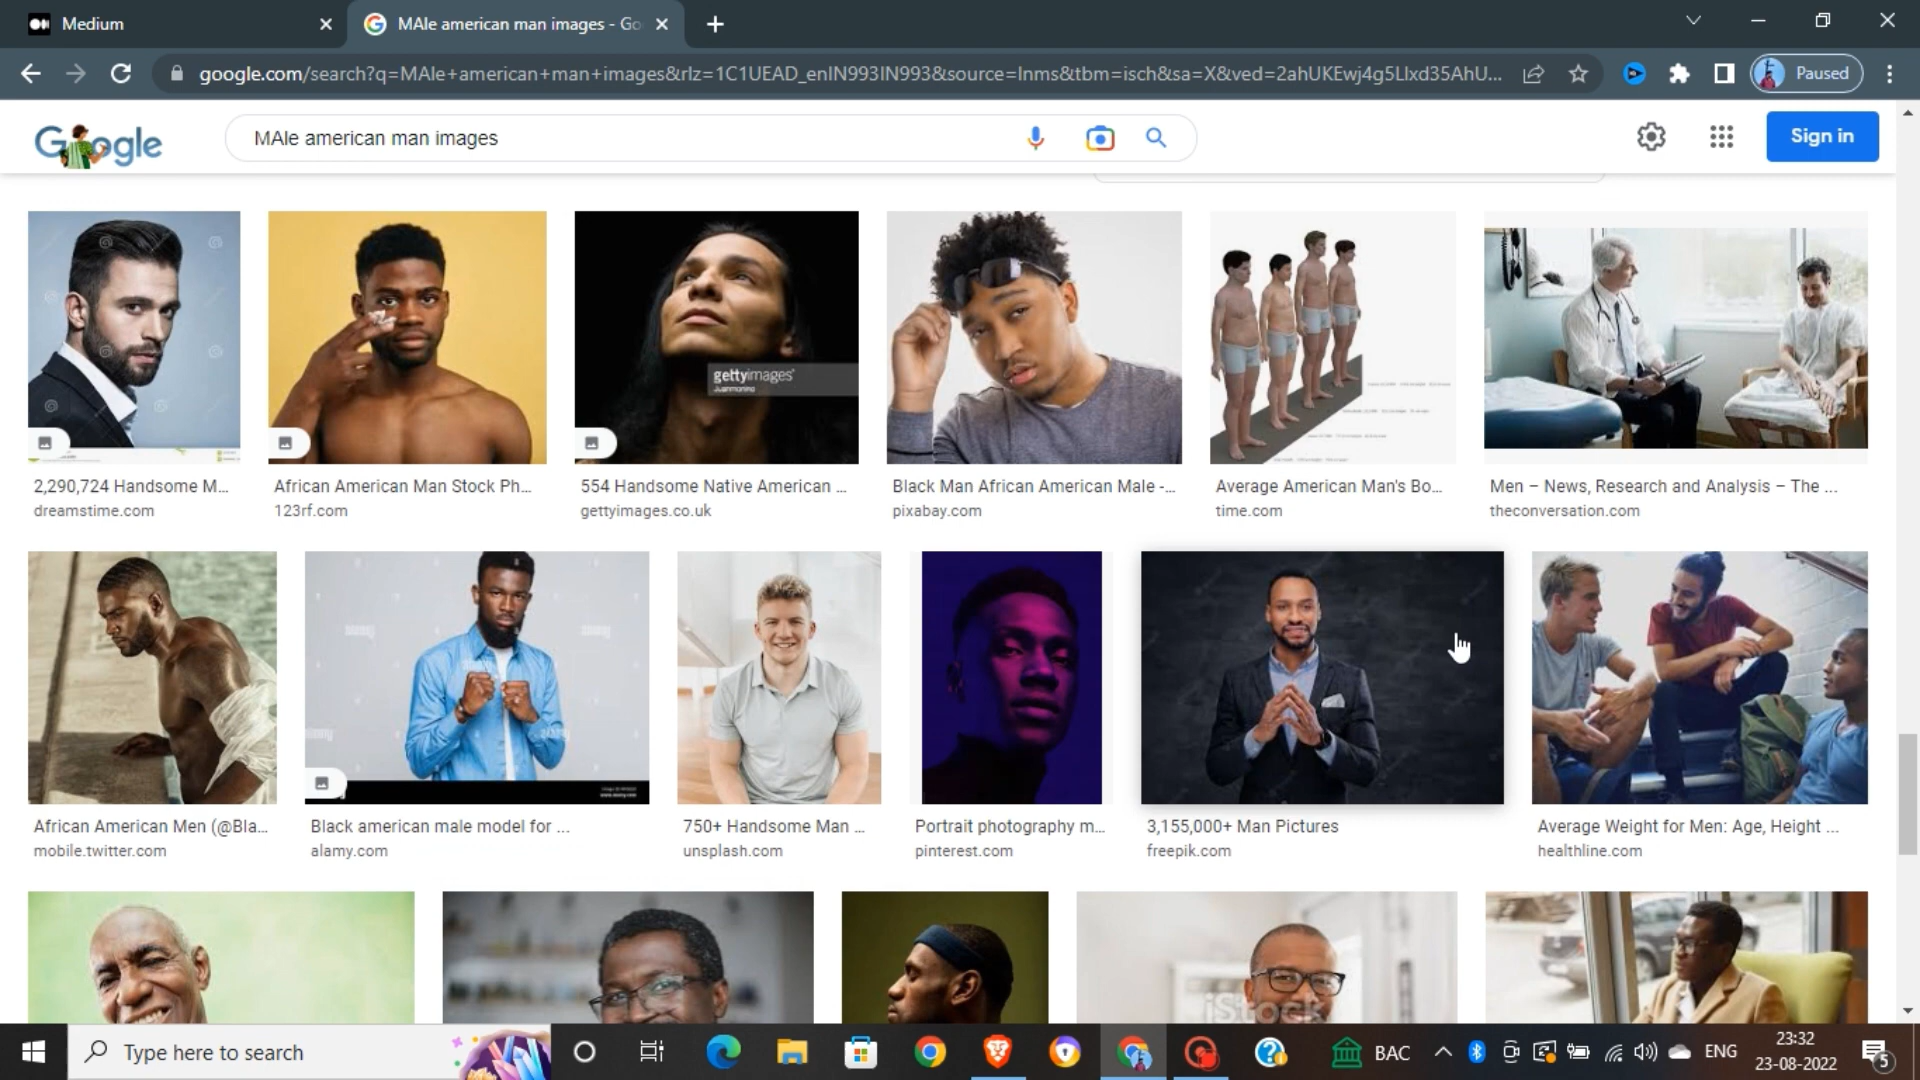 Medium
MAle american man images - Go
google.com/search?q=MAle+american+man+images&rlz=1C1UEAD_enIN993IN993&source=lnms&tbm=isch&sa=X&ved=2ahUKEwj4g5Llxd35AhU...
Paused
Google
MAle american man images
Sign in
gettyimages
Juanmonino
2,290,724 Handsome M...
dreamstime.com
African American Man Stock Ph...
123rf.com
554 Handsome Native American ...
gettyimages.co.uk
Black Man African American Male -...
pixabay.com
Average American Man's Bo...
time.com
Men – News, Research and Analysis – The ...
theconversation.com
African American Men (@Bla...
mobile.twitter.com
Black american male model for ...
alamy.com
750+ Handsome Man ...
unsplash.com
Portrait photography m...
pinterest.com
3,155,000+ Man Pictures
freepik.com
Average Weight for Men: Age, Height ...
healthline.com
iStock
Type here to search
BAC
ENG
23:32
23-08-2022
5